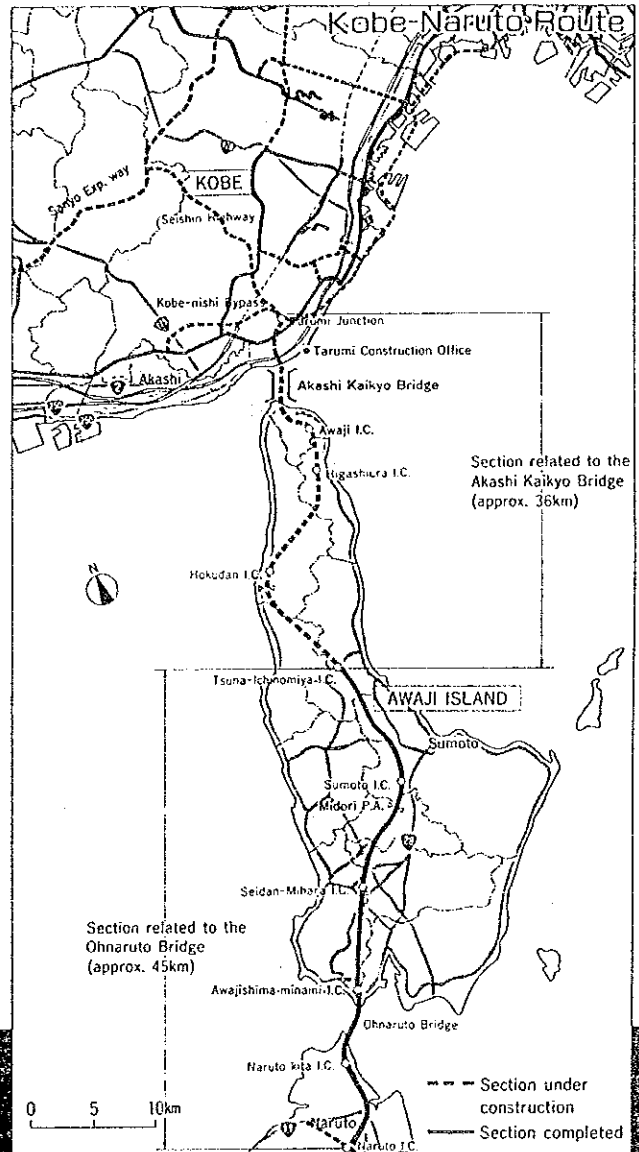 Kobe-Naruto Route
KOBE
Sanyo Exp. way
Seishin Highway
Kobe-nishi Bypass
Tarumi Junction
Tarumi Construction Office
Akashi
2
Akashi Kaikyo Bridge
Awaji I.C.
Higashiura I.C.
Section related to the
Akashi Kaikyo Bridge
(approx. 36km)
N
Hokudan I.C.
Tsuna-Ichinomiya-I.C.
AWAJI ISLAND
Sumoto
Sumoto I.C.
Midori P.A.
Seidan-Mihara I.C.
Section related to the
Ohnaruto Bridge
(approx. 45km)
Awajishima-minami-I.C.
Ohnaruto Bridge
Naruto kita I.C.
Section under
construction
0 5 10km
Naruto
Section completed
Naruto I.C.